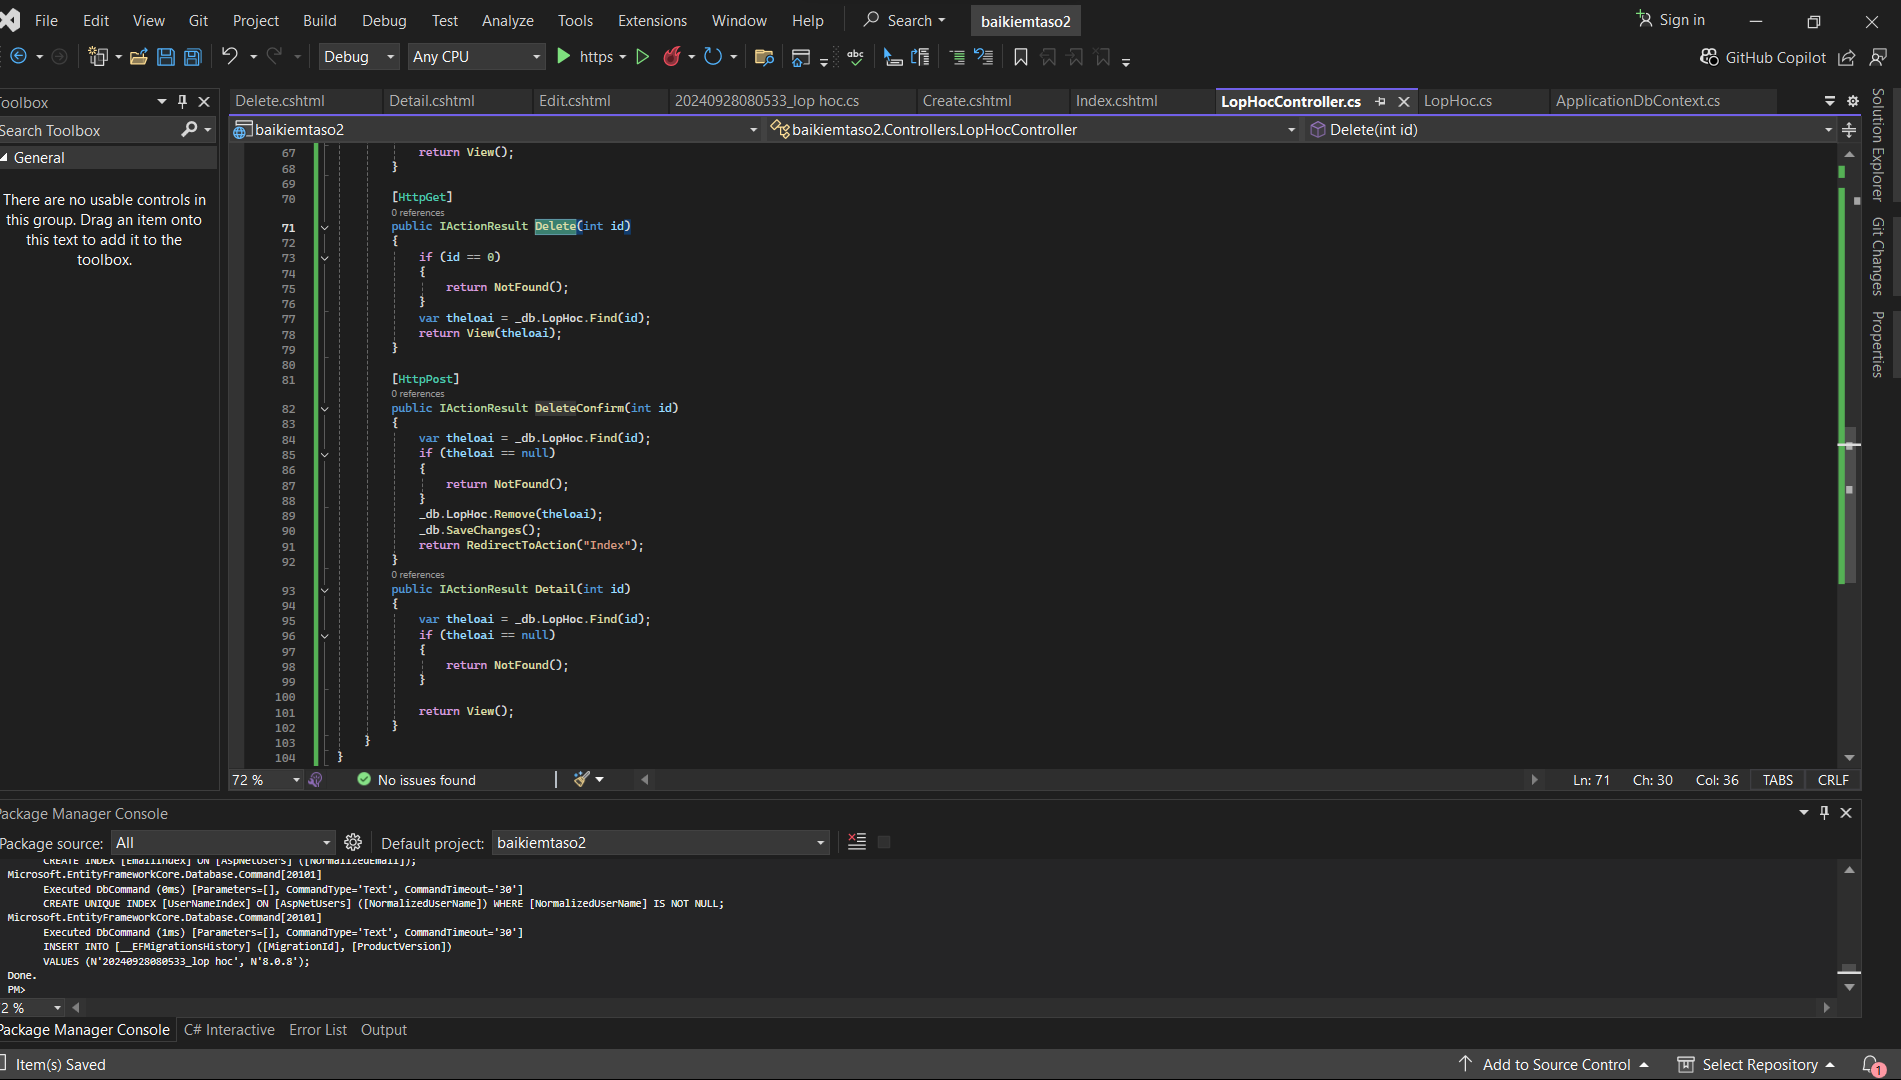 File Edit View Git Project Build Debug Test Analyze Tools Extensions Window Help Search baikiemtaso2 Sign in
Debug Any CPU https abc GitHub Copilot
Toolbox
Search Toolbox
General
There are no usable controls in
this group. Drag an item onto
this text to add it to the
toolbox.
Delete.cshtml Detail.cshtml Edit.cshtml 20240928080533_lop hoc.cs Create.cshtml Index.cshtml LopHocController.cs LopHoc.cs ApplicationDbContext.cs
baikiemtaso2 baikiemtaso2.Controllers.LopHocController Delete(int id)
67 return View();
68 }
69
70 [HttpGet]
0 references
71 public IActionResult Delete(int id)
72 {
73 if (id == 0)
74 {
75 return NotFound();
76 }
77 var theloai = _db.LopHoc.Find(id);
78 return View(theloai);
79 }
80
81 [HttpPost]
0 references
82 public IActionResult DeleteConfirm(int id)
83 {
84 var theloai = _db.LopHoc.Find(id);
85 if (theloai == null)
86 {
87 return NotFound();
88 }
89 _db.LopHoc.Remove(theloai);
90 _db.SaveChanges();
91 return RedirectToAction("Index");
92 }
0 references
93 public IActionResult Detail(int id)
94 {
95 var theloai = _db.LopHoc.Find(id);
96 if (theloai == null)
97 {
98 return NotFound();
99 }
100
101 return View();
102 }
103 }
104 }
72 % No issues found Ln: 71 Ch: 30 Col: 36 TABS CRLF
Solution Explorer
Git Changes
Properties
Package Manager Console
Package source: All Default project: baikiemtaso2
CREATE INDEX [EmailIndex] ON [AspNetUsers] ([NormalizedEmail]);
Microsoft.EntityFrameworkCore.Database.Command[20101]
Executed DbCommand (0ms) [Parameters=[], CommandType='Text', CommandTimeout='30']
CREATE UNIQUE INDEX [UserNameIndex] ON [AspNetUsers] ([NormalizedUserName]) WHERE [NormalizedUserName] IS NOT NULL;
Microsoft.EntityFrameworkCore.Database.Command[20101]
Executed DbCommand (1ms) [Parameters=[], CommandType='Text', CommandTimeout='30']
INSERT INTO [__EFMigrationsHistory] ([MigrationId], [ProductVersion])
VALUES (N'20240928080533_lop hoc', N'8.0.8');
Done.
PM>
2 %
Package Manager Console C# Interactive Error List Output
Item(s) Saved Add to Source Control Select Repository 1